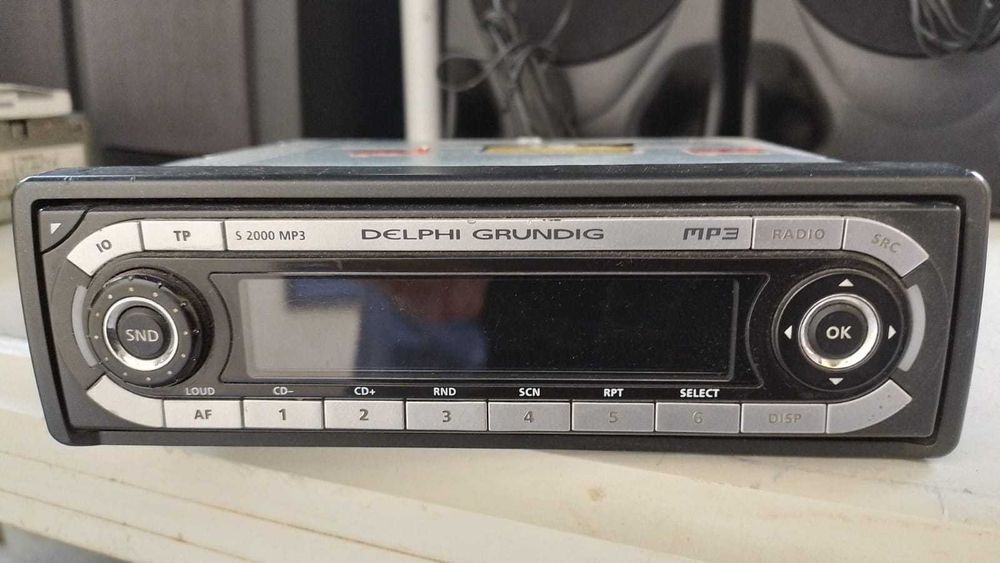 IO TP S 2000 MP3 DELPHI GRUNDIG MP3 RADIO SRC
SND OK
LOUD CD− CD+ RND SCN RPT SELECT
AF 1 2 3 4 5 6 DISP